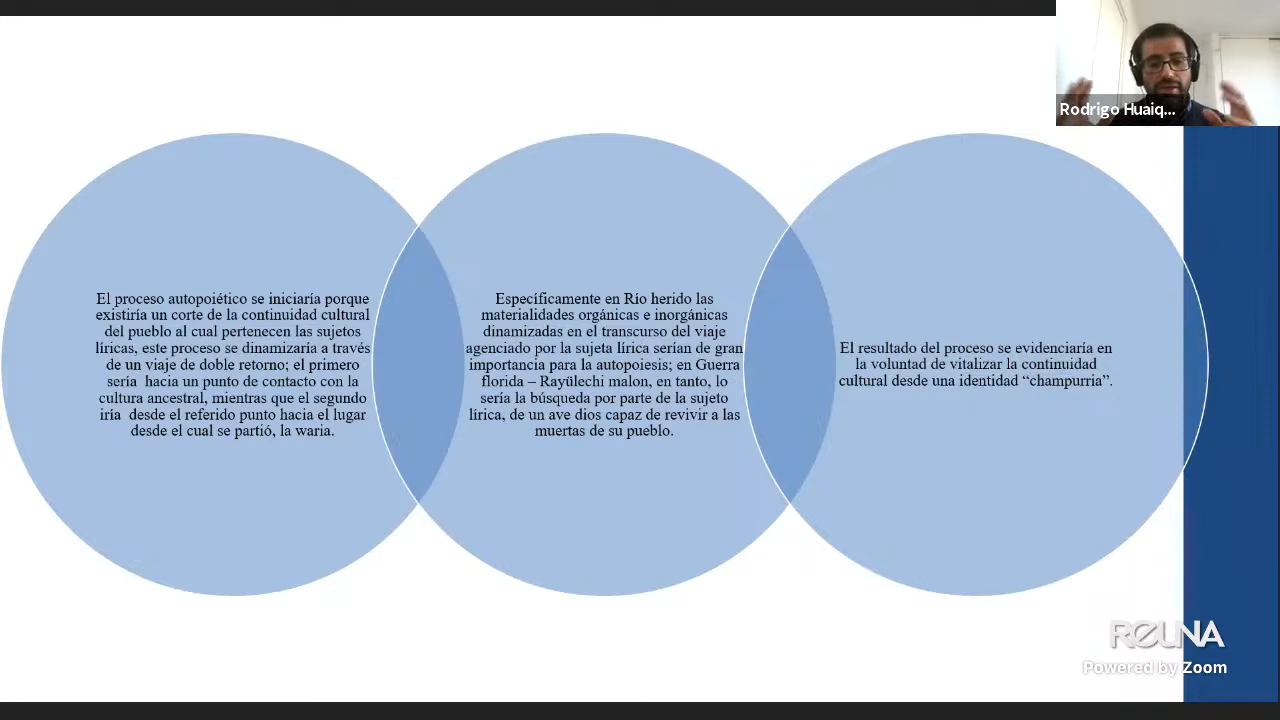 Rodrigo Huaiq...
El proceso autopoiético se iniciaría porque
existiría un corte de la continuidad cultural
del pueblo al cual pertenecen las sujetos
líricas, este proceso se dinamizaría a través
de un viaje de doble retorno; el primero
sería hacia un punto de contacto con la
cultura ancestral, mientras que el segundo
iría desde el referido punto hacia el lugar
desde el cual se partió, la waria.
Específicamente en Río herido las
materialidades orgánicas e inorgánicas
dinamizadas en el transcurso del viaje
agenciado por la sujeta lírica serían de gran
importancia para la autopoiesis; en Guerra
florida – Rayülechi malon, en tanto, lo
sería la búsqueda por parte de la sujeto
lírica, de un ave dios capaz de revivir a las
muertas de su pueblo.
El resultado del proceso se evidenciaría en
la voluntad de vitalizar la continuidad
cultural desde una identidad “champurria”.
REUNA
Powered by Zoom